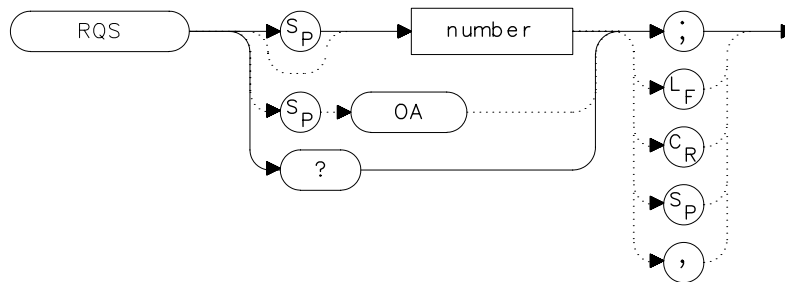 RQS SP number ;
SP OA LF
? CR
SP
,